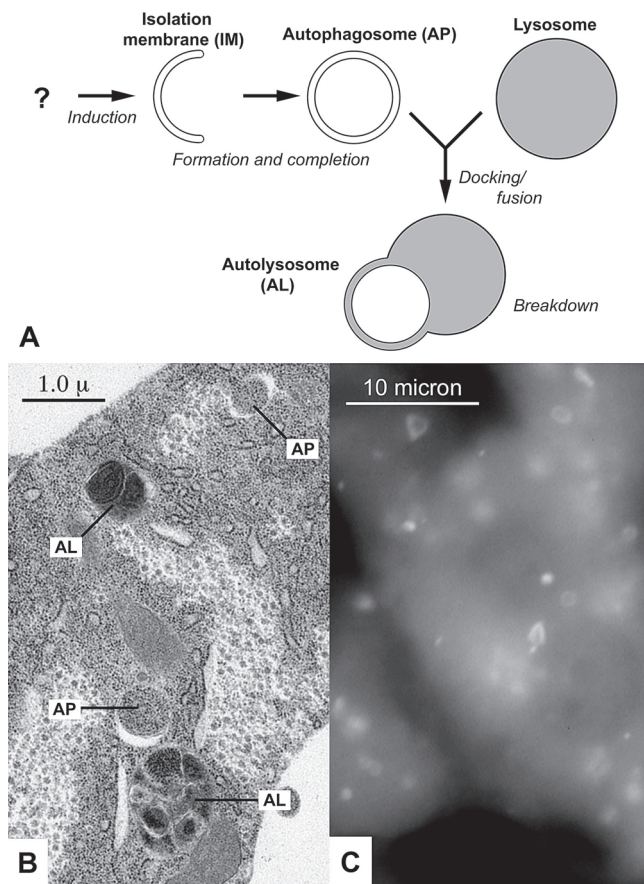 Isolation
membrane (IM)
Autophagosome (AP)
Lysosome
?
Induction
Formation and completion
Docking/
fusion
Autolysosome
(AL)
Breakdown
A
1.0 μ
AP
AL
AP
AL
B
10 micron
C